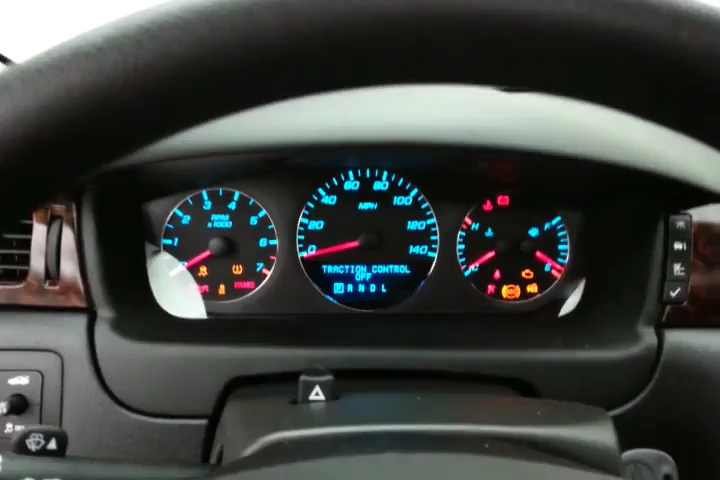 3 4
2 5
1 6
7
RPM
x1000
60 80
40 100
20 120
0 140
MPH
TRACTION CONTROL
OFF
P R N D L
H
F
BRAKE